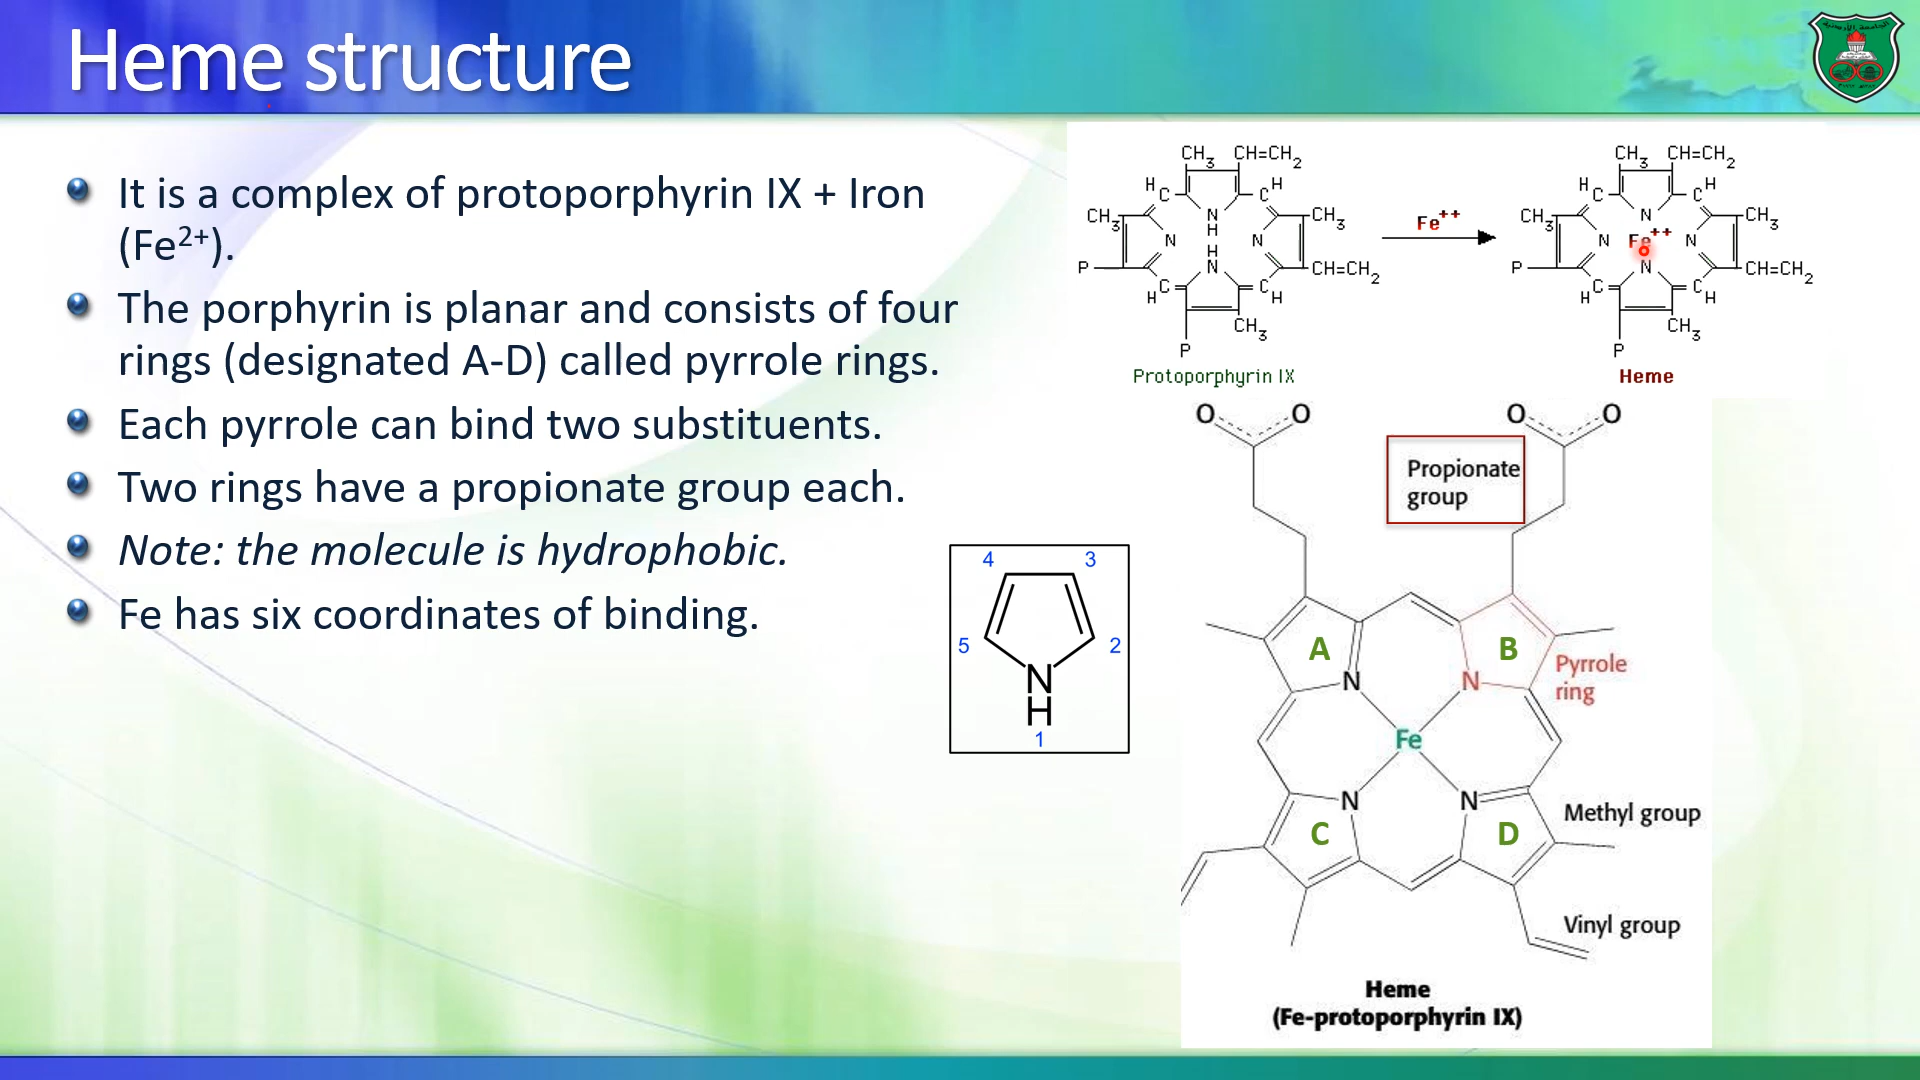 Heme structure
It is a complex of protoporphyrin IX + Iron
(Fe²⁺).
The porphyrin is planar and consists of four
rings (designated A-D) called pyrrole rings.
Each pyrrole can bind two substituents.
Two rings have a propionate group each.
Note: the molecule is hydrophobic.
Fe has six coordinates of binding.
CH₃ CH=CH₂
H C C H
CH₃ N H CH₃
N N
P H N CH=CH₂
H C C H
CH₃
P
Protoporphyrin IX
Fe⁺⁺
CH₃ CH=CH₂
H C C H
CH₃ N CH₃
N Fe⁺⁺ N
P N CH=CH₂
H C C H
CH₃
P
Heme
4 3
5 2
N
H
1
O O O O
Propionate
group
A B
N N
Pyrrole
ring
Fe
N N
C D
Methyl group
Vinyl group
Heme
(Fe-protoporphyrin IX)